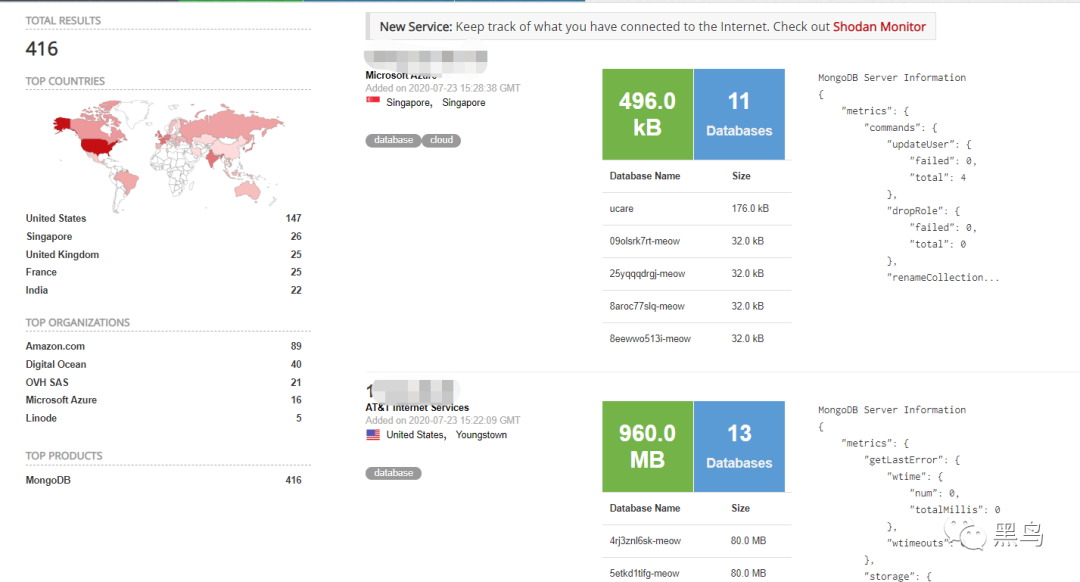 TOTAL RESULTS
416
TOP COUNTRIES
United States 147
Singapore 26
United Kingdom 25
France 25
India 22
TOP ORGANIZATIONS
Amazon.com 89
Digital Ocean 40
OVH SAS 21
Microsoft Azure 16
Linode 5
TOP PRODUCTS
MongoDB 416
New Service: Keep track of what you have connected to the Internet. Check out Shodan Monitor
Microsoft Azure
Added on 2020-07-23 15:28:38 GMT
Singapore, Singapore
database cloud
496.0 kB
11 Databases
Database Name Size
ucare 176.0 kB
09olsrk7rt-meow 32.0 kB
25yqqqdrgj-meow 32.0 kB
8aroc77slq-meow 32.0 kB
8eewwo513i-meow 32.0 kB
MongoDB Server Information
{
"metrics": {
"commands": {
"updateUser": {
"failed": 0,
"total": 4
},
"dropRole": {
"failed": 0,
"total": 0
},
"renameCollection...
1
AT&T Internet Services
Added on 2020-07-23 15:22:09 GMT
United States, Youngstown
database
960.0 MB
13 Databases
Database Name Size
4rj3znl6sk-meow 80.0 MB
5etkd1tlfg-meow 80.0 MB
MongoDB Server Information
{
"metrics": {
"getLastError": {
"wtime": {
"num": 0,
"totalMillis": 0
},
"wtimeouts":
},
"storage": {
黑鸟